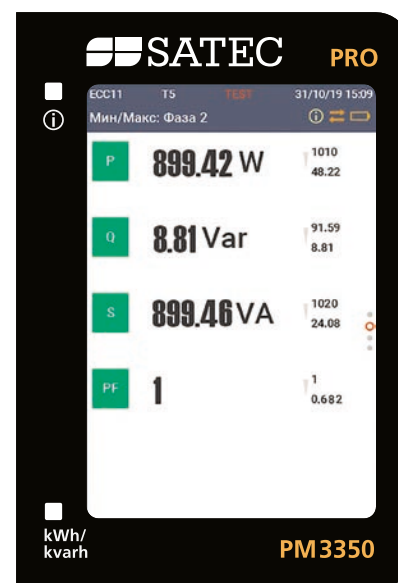 SATEC
PRO
ECC11 T5 TEST 31/10/19 15:09
Мин/Макс: Фаза 2
P 899.42 W 1010
48.22
Q 8.81 Var 91.59
8.81
S 899.46 VA 1020
24.08
PF 1 1
0.682
kWh/
kvarh
PM3350